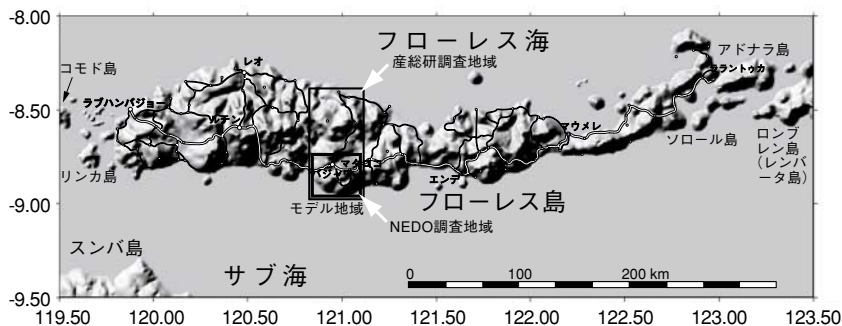 -8.00
フローレス海
アドナラ島
レオ
産総研調査地域
ララントゥカ
コモド島
ラブハンバジョー
-8.50
ルテン
マウメレ
ソロール島
ロンブ
レン島
（レンバ
ータ島）
マタロコ
バジャワ
リンカ島
エンデ
フローレス島
-9.00
モデル地域
NEDO調査地域
スンバ島
サブ海
0
100
200 km
-9.50
119.50
120.00
120.50
121.00
121.50
122.00
122.50
123.00
123.50